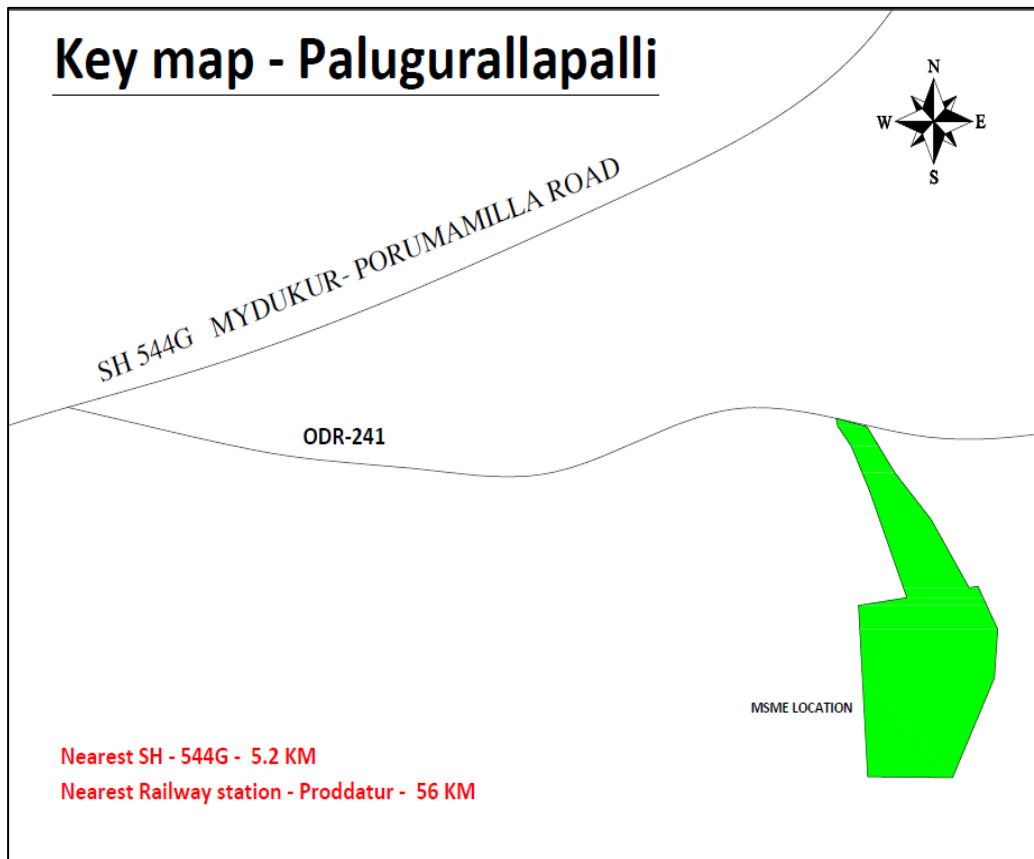 Key map - Palugurallapalli
N
W E
S
SH 544G MYDUKUR- PORUMAMILLA ROAD
ODR-241
MSME LOCATION
Nearest SH - 544G - 5.2 KM
Nearest Railway station - Proddatur - 56 KM